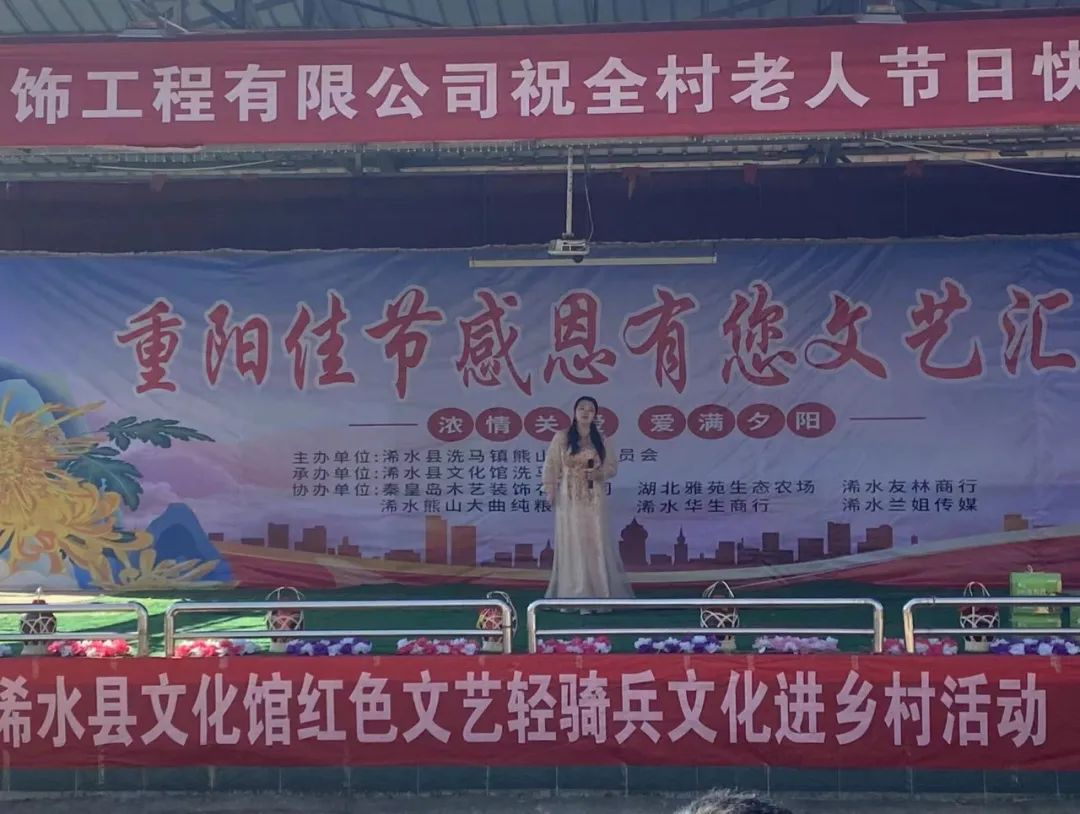 饰工程有限公司祝全村老人节日快
重阳佳节感恩有您文艺汇
浓情关 爱满夕阳
主办单位:浠水县洗马镇熊山 员会
承办单位:浠水县文化馆洗马
协办单位:秦皇岛木艺装饰 司 湖北雅苑生态农场 浠水友林商行
浠水熊山大曲纯粮 浠水华生商行 浠水兰姐传媒
浠水县文化馆红色文艺轻骑兵文化进乡村活动